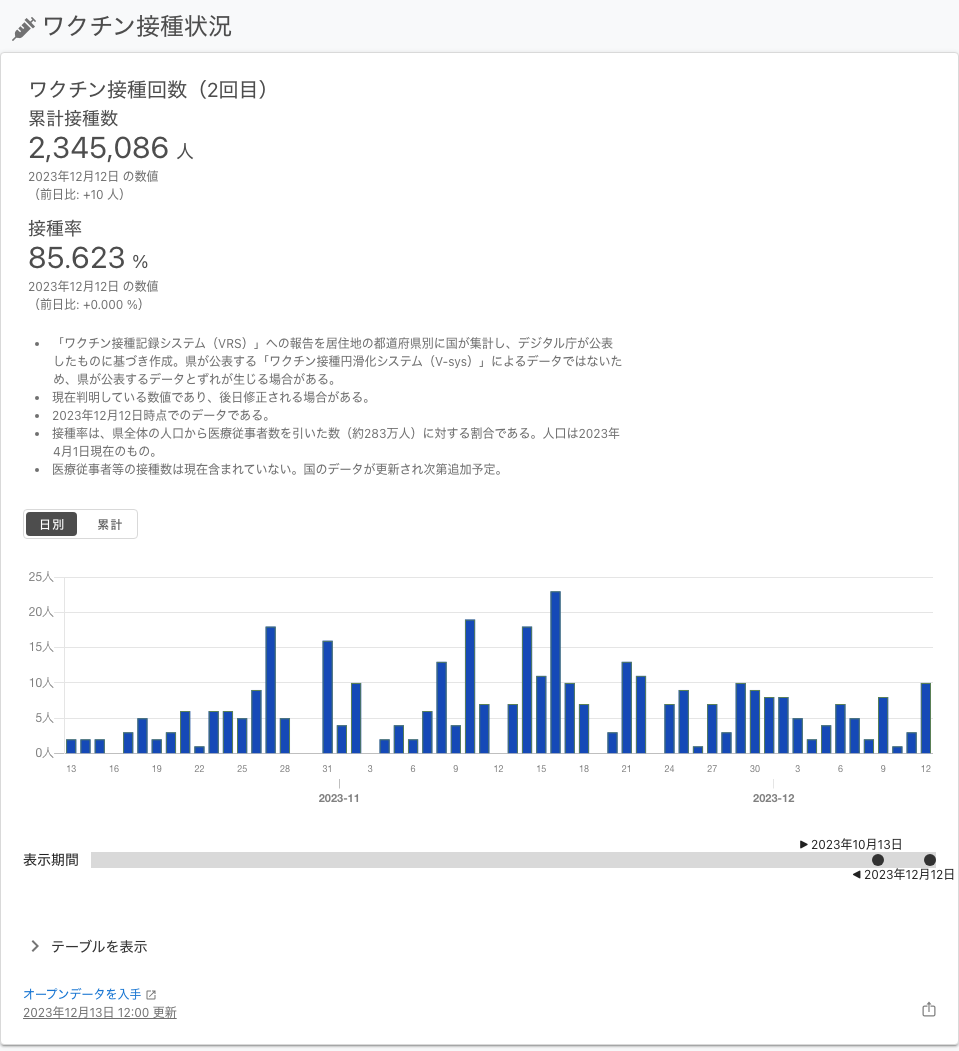 ワクチン接種状況
ワクチン接種回数（2回目）
累計接種数
2,345,086 人
2023年12月12日 の数値
（前日比: +10 人）
接種率
85.623 %
2023年12月12日 の数値
（前日比: +0.000 %）
• 「ワクチン接種記録システム（VRS）」への報告を居住地の都道府県別に国が集計し、デジタル庁が公表
したものに基づき作成。県が公表する「ワクチン接種円滑化システム（V-sys）」によるデータではないた
め、県が公表するデータとずれが生じる場合がある。
• 現在判明している数値であり、後日修正される場合がある。
• 2023年12月12日時点でのデータである。
• 接種率は、県全体の人口から医療従事者数を引いた数（約283万人）に対する割合である。人口は2023年
4月1日現在のもの。
• 医療従事者等の接種数は現在含まれていない。国のデータが更新され次第追加予定。
日別 累計
25人
20人
15人
10人
5人
0人
13 16 19 22 25 28 31 3 6 9 12 15 18 21 24 27 30 3 6 9 12
2023-11 2023-12
▶ 2023年10月13日
表示期間
◀ 2023年12月12日
テーブルを表示
オープンデータを入手
2023年12月13日 12:00 更新